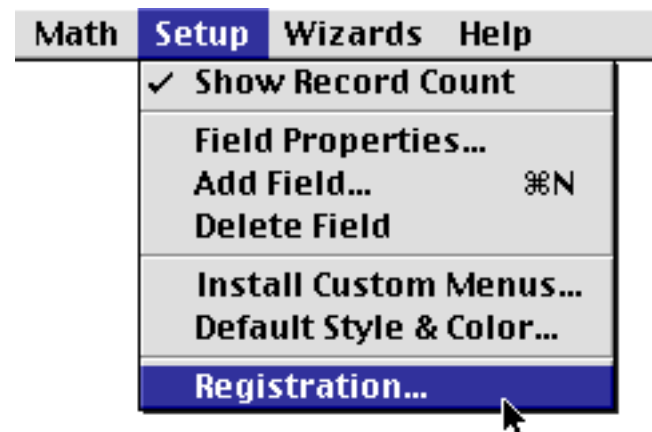 Math Setup Wizards Help
✓ Show Record Count
Field Properties...
Add Field... ⌘N
Delete Field
Install Custom Menus...
Default Style & Color...
Registration...